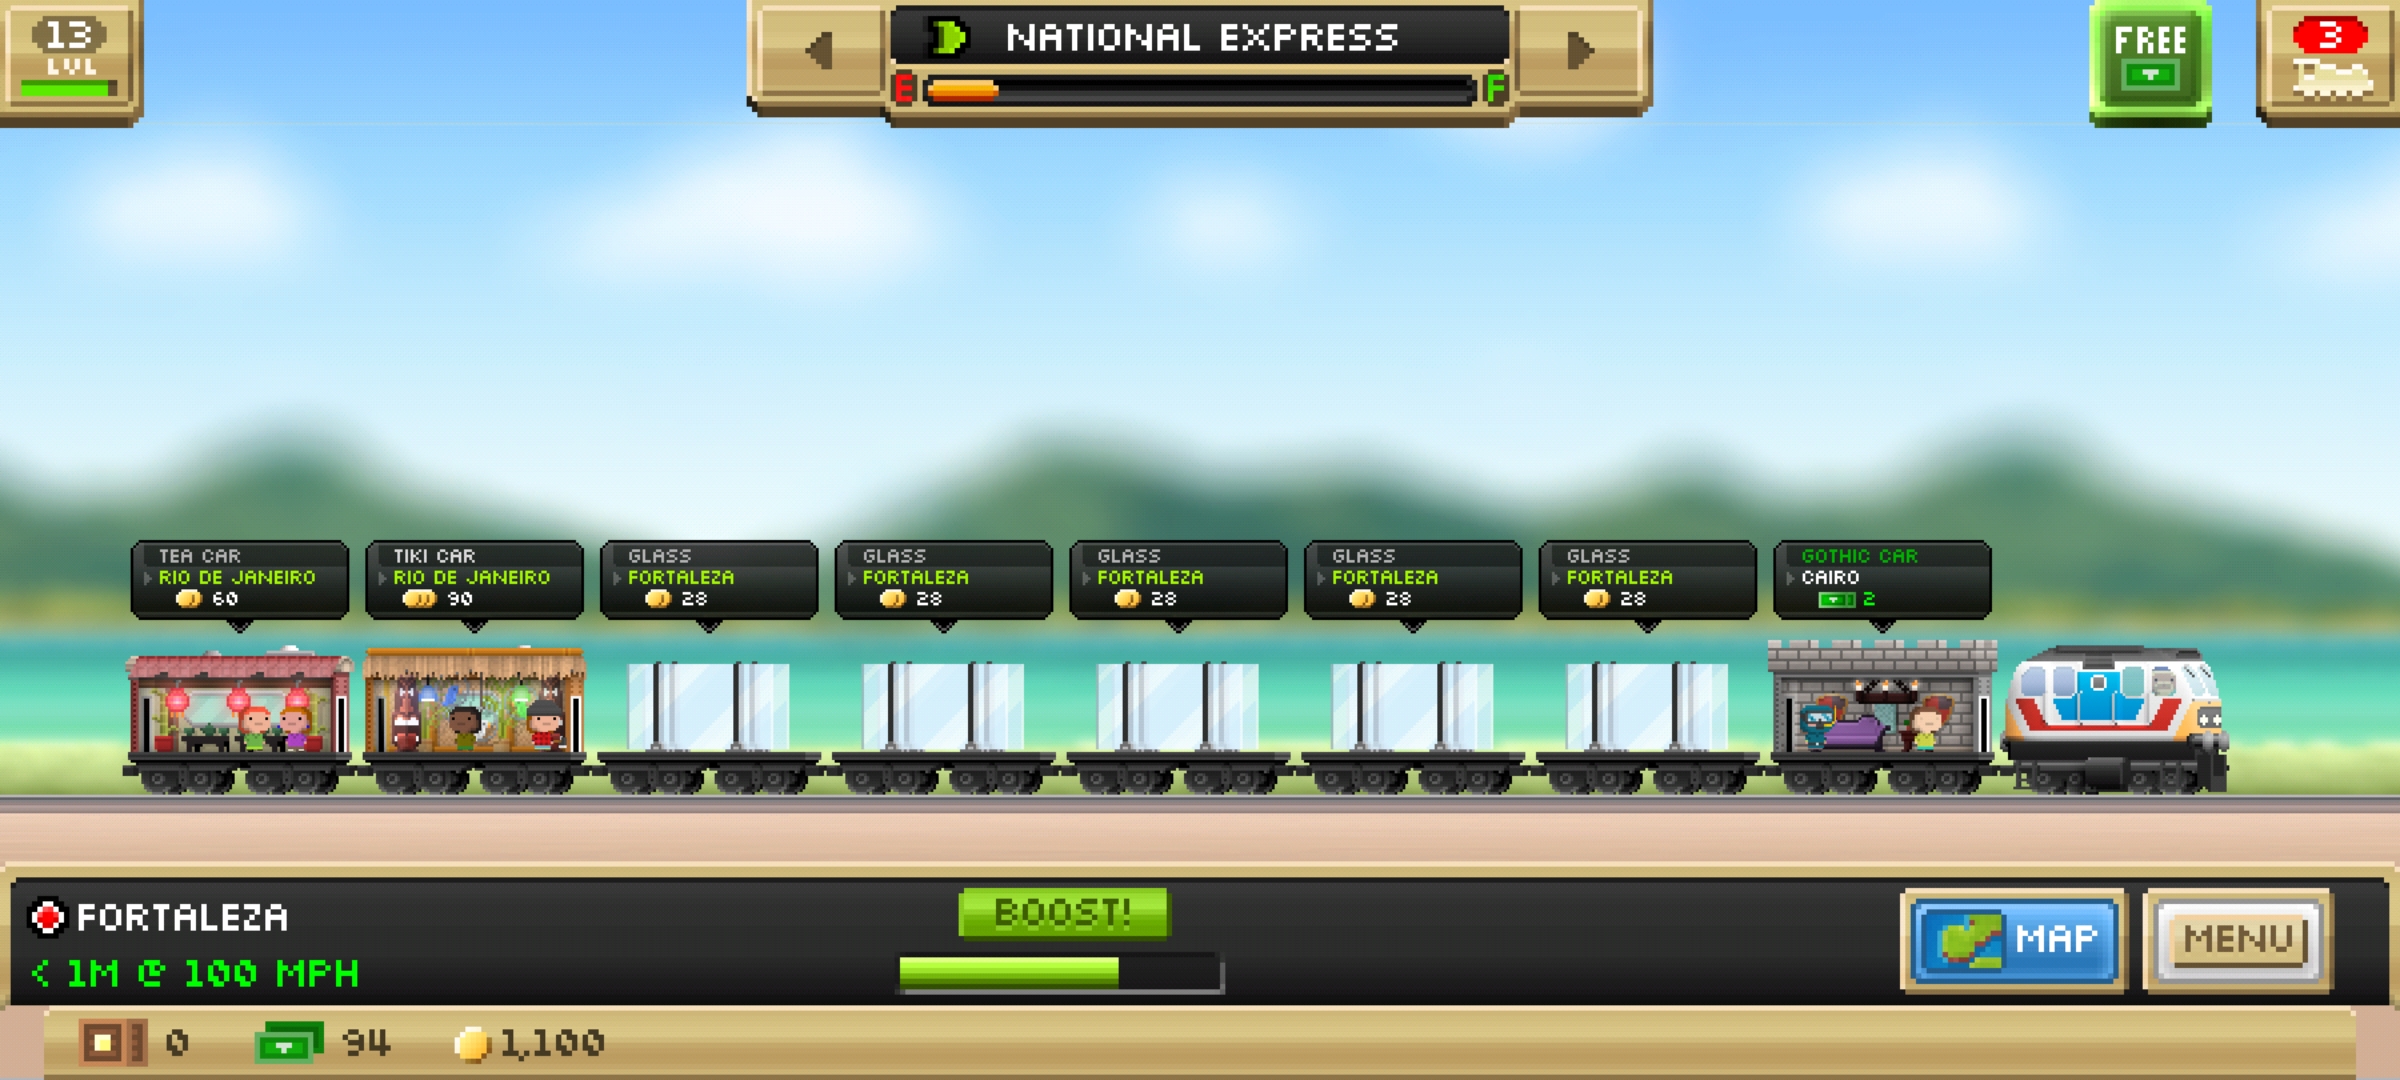 13
LVL
NATIONAL EXPRESS
E F
FREE
3
TEA CAR
RIO DE JANEIRO
60
TIKI CAR
RIO DE JANEIRO
90
GLASS
FORTALEZA
28
GLASS
FORTALEZA
28
GLASS
FORTALEZA
28
GLASS
FORTALEZA
28
GLASS
FORTALEZA
28
GOTHIC CAR
CAIRO
2
FORTALEZA
< 1M @ 100 MPH
BOOST!
MAP
MENU
0
94
1,100